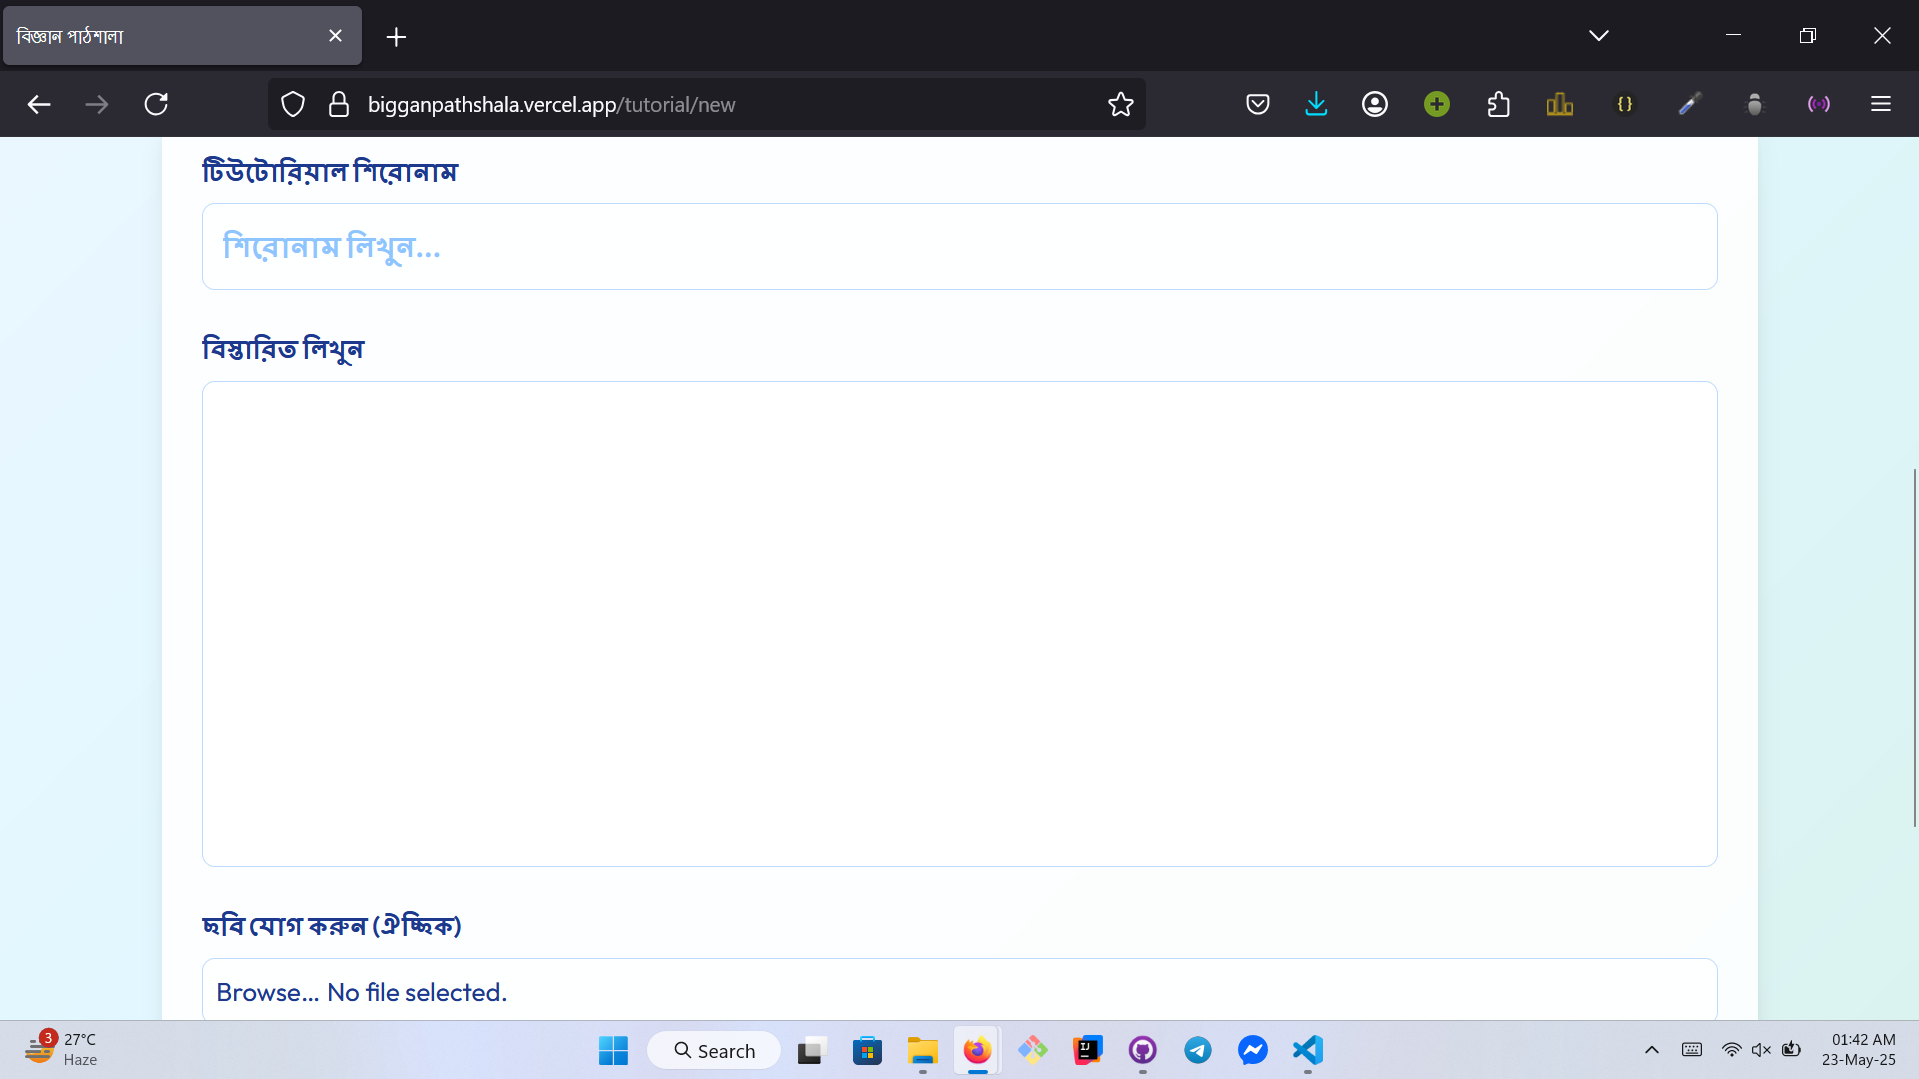 বিজ্ঞান পাঠশালা
bigganpathshala.vercel.app/tutorial/new
টিউটোরিয়াল শিরোনাম
শিরোনাম লিখুন...
বিস্তারিত লিখুন
ছবি যোগ করুন (ঐচ্ছিক)
Browse... No file selected.
3
27°C
Haze
Search
IJ
01:42 AM
23-May-25